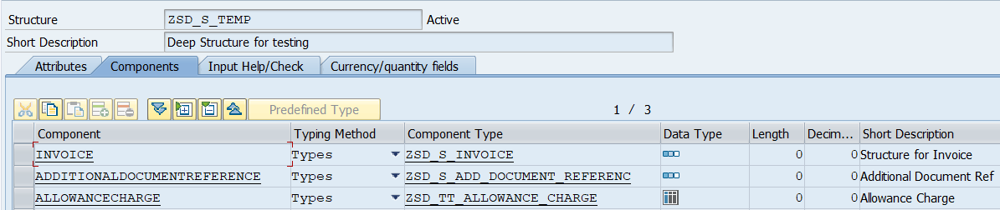 Structure ZSD_S_TEMP Active
Short Description Deep Structure for testing
Attributes Components Input Help/Check Currency/quantity fields
Predefined Type 1 / 3
Component Typing Method Component Type Data Type Length Decim... Short Description
INVOICE Types ZSD_S_INVOICE 0 0 Structure for Invoice
ADDITIONALDOCUMENTREFERENCE Types ZSD_S_ADD_DOCUMENT_REFERENC 0 0 Additional Document Ref
ALLOWANCECHARGE Types ZSD_TT_ALLOWANCE_CHARGE 0 0 Allowance Charge